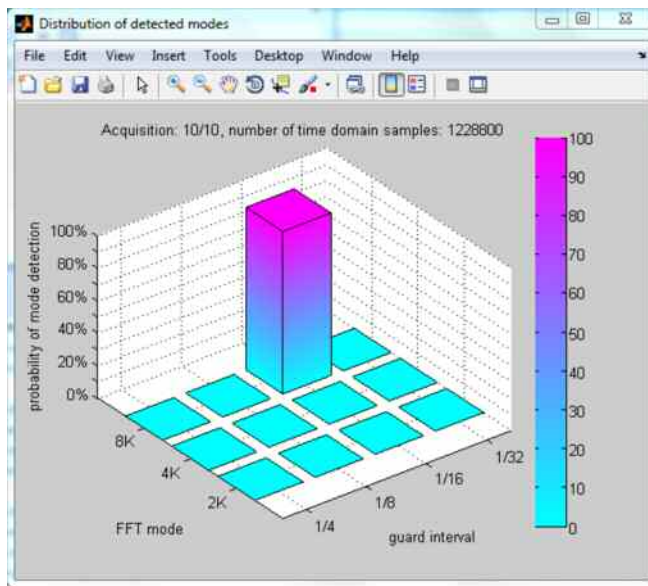 Distribution of detected modes
File Edit View Insert Tools Desktop Window Help
Acquisition: 10/10, number of time domain samples: 1228800
probability of mode detection
100%
80%
60%
40%
20%
0%
8K
4K
2K
FFT mode
1/4
1/8
1/16
1/32
guard interval
100
90
80
70
60
50
40
30
20
10
0